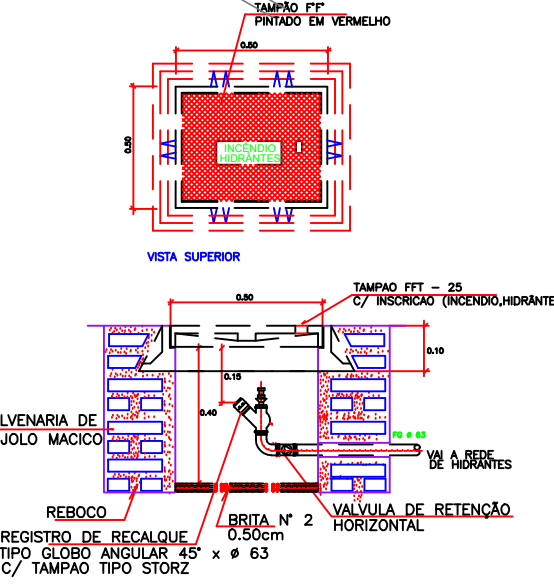 TAMPÃO F°F°
PINTADO EM VERMELHO
0.50
0.50
INCÊNDIO
HIDRANTES
VISTA SUPERIOR
TAMPAO FFT - 25
C/ INSCRICAO (INCENDIO,HIDRÂNTE
0.50
0.10
0.15
0.40
LVENARIA DE
JOLO MACICO
FG ø 63
VAI A REDE
DE HIDRANTES
REBOCO
BRITA N° 2
0.50cm
VALVULA DE RETENÇÃO
HORIZONTAL
REGISTRO DE RECALQUE
TIPO GLOBO ANGULAR 45° x ø 63
C/ TAMPAO TIPO STORZ